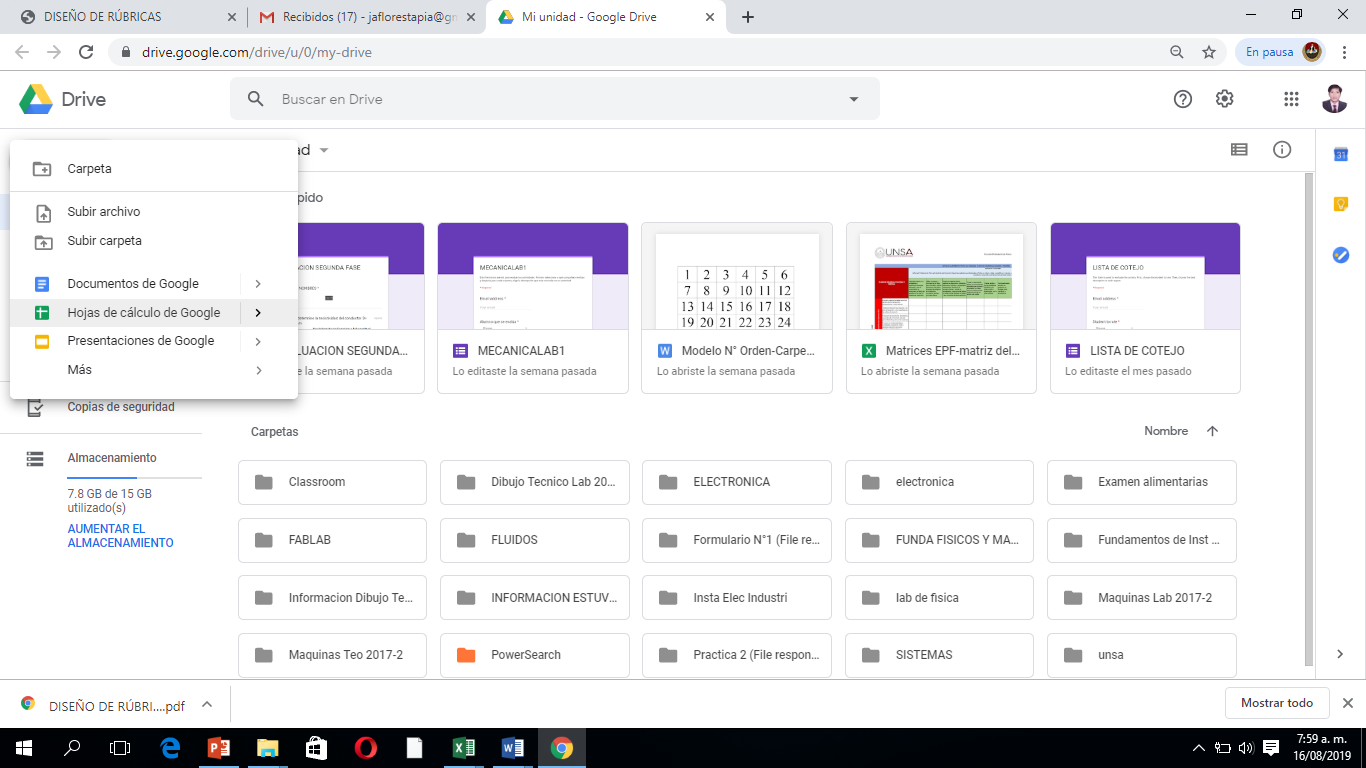 DISEÑO DE RÚBRICAS
Recibidos (17) - jaflorestapia@gm
Mi unidad - Google Drive
drive.google.com/drive/u/0/my-drive
En pausa
Drive
Buscar en Drive
ad
Carpeta
Subir archivo
Subir carpeta
Documentos de Google
Hojas de cálculo de Google
Presentaciones de Google
Más
Copias de seguridad
Almacenamiento
7.8 GB de 15 GB
utilizado(s)
AUMENTAR EL
ALMACENAMIENTO
pido
ACION SEGUNDA FASE
LUACION SEGUNDA...
te la semana pasada
MECANICALAB1
MECANICALAB1
Lo editaste la semana pasada
1 2 3 4 5 6
7 8 9 10 11 12
13 14 15 16 17 18
19 20 21 22 23 24
Modelo N° Orden-Carpe...
Lo abriste la semana pasada
UNSA
Matrices EPF-matriz del...
Lo abriste la semana pasada
LISTA DE COTEJO
LISTA DE COTEJO
Lo editaste el mes pasado
31
Carpetas
Nombre
Classroom
Dibujo Tecnico Lab 20...
ELECTRONICA
electronica
Examen alimentarias
FABLAB
FLUIDOS
Formulario N°1 (File re...
FUNDA FISICOS Y MA...
Fundamentos de Inst ...
Informacion Dibujo Te...
INFORMACION ESTUV...
Insta Elec Industri
lab de fisica
Maquinas Lab 2017-2
Maquinas Teo 2017-2
PowerSearch
Practica 2 (File respon...
SISTEMAS
unsa
DISEÑO DE RÚBRI....pdf
Mostrar todo
7:59 a. m.
16/08/2019